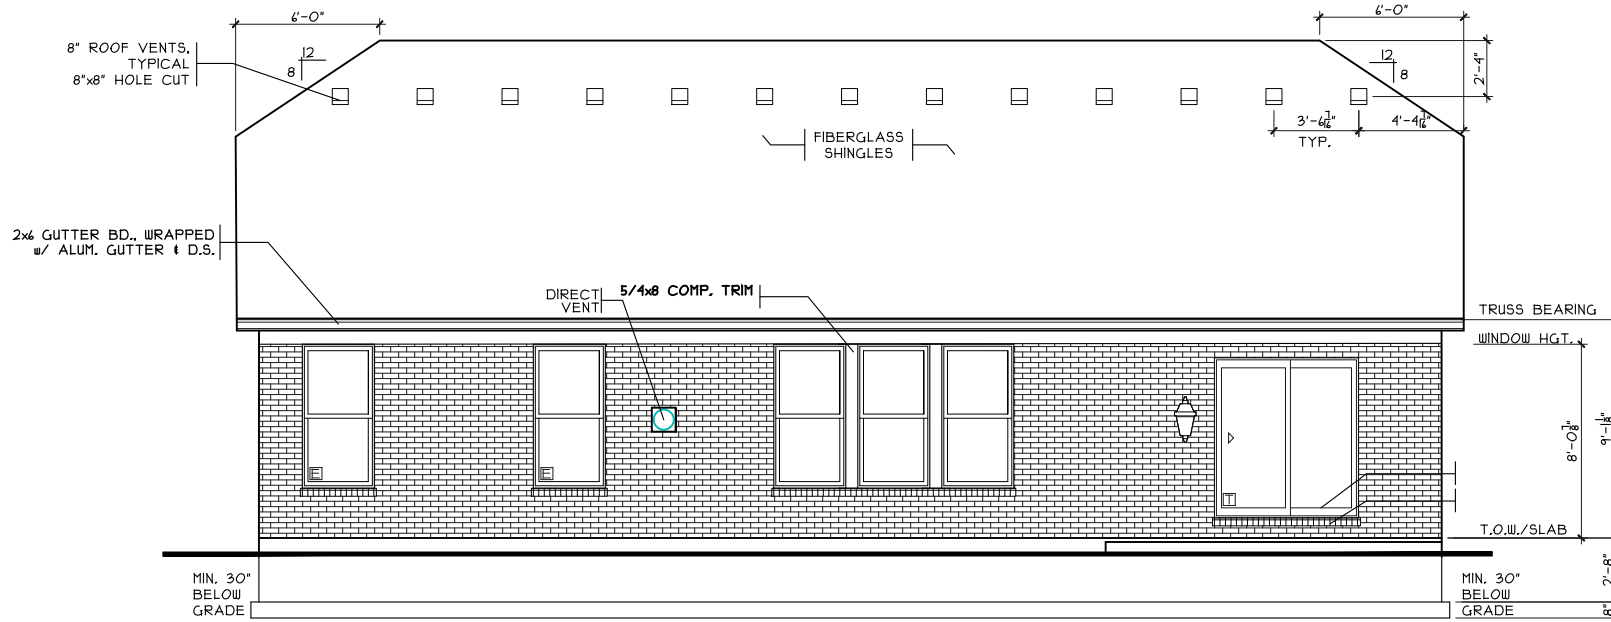 6'-0"
6'-0"
8" ROOF VENTS,
TYPICAL
8"x8" HOLE CUT
12
8
12
8
2'-4"
3'-6 7/16"
TYP.
4'-4 7/16"
FIBERGLASS
SHINGLES
2x6 GUTTER BD., WRAPPED
w/ ALUM. GUTTER & D.S.
DIRECT
VENT
5/4x8 COMP. TRIM
TRUSS BEARING
WINDOW HGT.
8'-0 7/8"
9'-1 1/8"
E
E
T
T.O.W./SLAB
MIN. 30"
BELOW
GRADE
MIN. 30"
BELOW
GRADE
2'-8"
8"